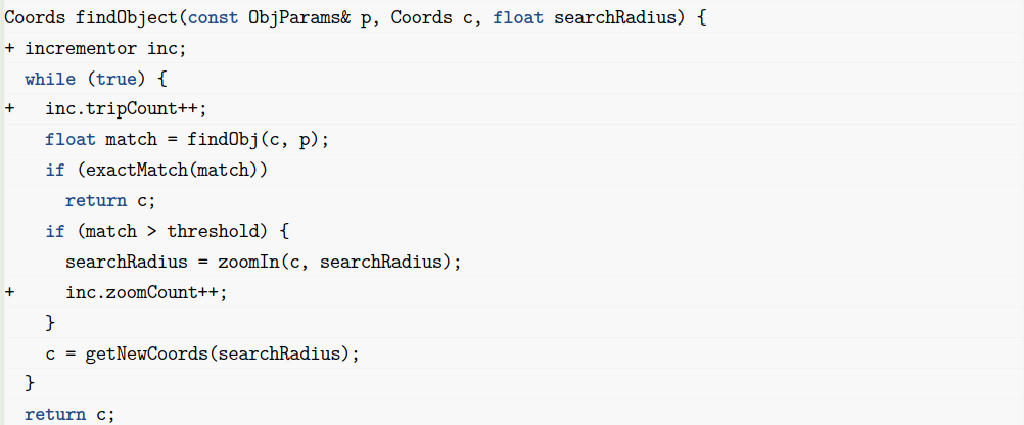 Coords findObject(const ObjParams& p, Coords c, float searchRadius) {
+ incrementor inc;
  while (true) {
+   inc.tripCount++;
    float match = findObj(c, p);
    if (exactMatch(match))
      return c;
    if (match > threshold) {
      searchRadius = zoomIn(c, searchRadius);
+     inc.zoomCount++;
    }
    c = getNewCoords(searchRadius);
  }
  return c;